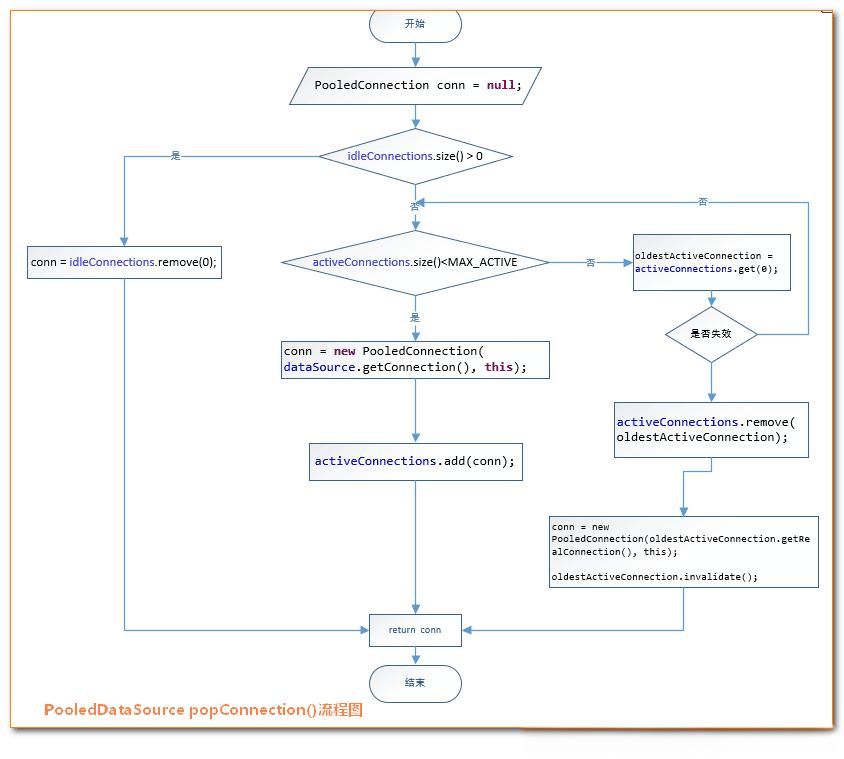 开始
PooledConnection conn = null;
idleConnections.size() > 0
是
否
否
conn = idleConnections.remove(0);
activeConnections.size()<MAX_ACTIVE
否
oldestActiveConnection =
activeConnections.get(0);
是
是否失效
conn = new PooledConnection(
dataSource.getConnection(), this);
activeConnections.remove(
oldestActiveConnection);
activeConnections.add(conn);
conn = new
PooledConnection(oldestActiveConnection.getRe
alConnection(), this);
oldestActiveConnection.invalidate();
return conn
结束
PooledDataSource popConnection()流程图